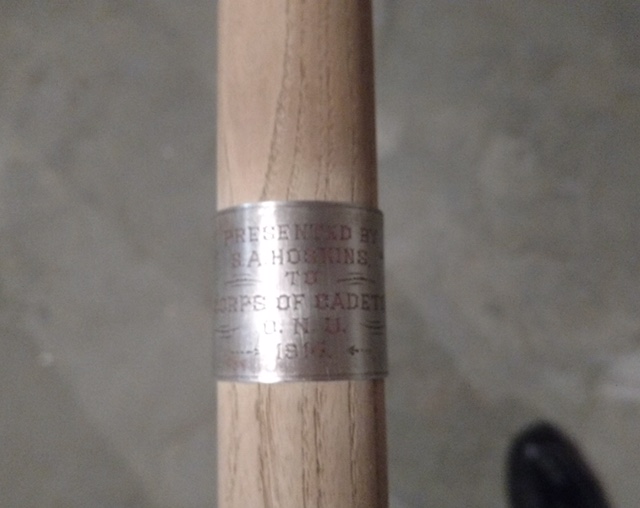 PRESENTED BY
S A HOSKINS
TO
CORPS OF CADETS
O. N. U.